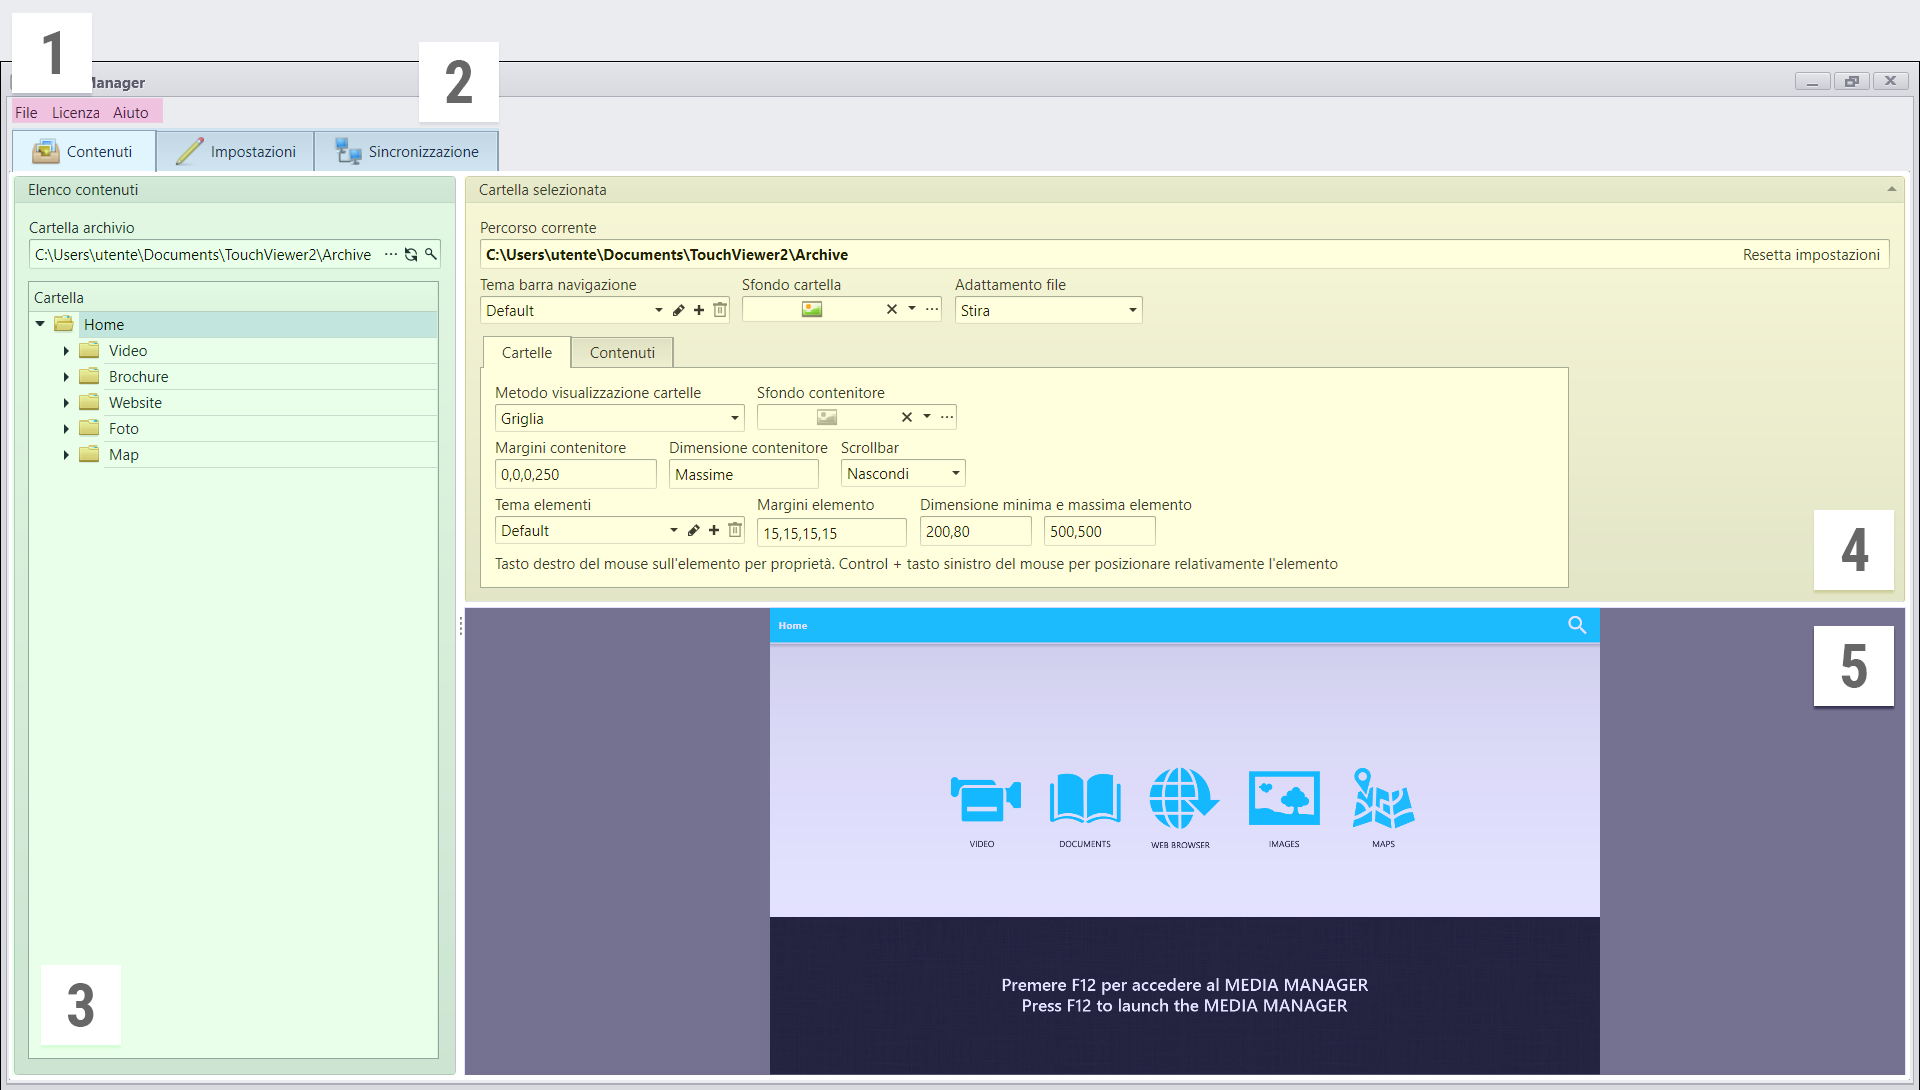 1
2
Manager
File Licenza Aiuto
Contenuti Impostazioni Sincronizzazione
Elenco contenuti
Cartella archivio
C:\Users\utente\Documents\TouchViewer2\Archive ...
Cartella
Home
Video
Brochure
Website
Foto
Map
3
Cartella selezionata
Percorso corrente
C:\Users\utente\Documents\TouchViewer2\Archive Resetta impostazioni
Tema barra navigazione Sfondo cartella Adattamento file
Default ... Stira
Cartelle Contenuti
Metodo visualizzazione cartelle Sfondo contenitore
Griglia ...
Margini contenitore Dimensione contenitore Scrollbar
0,0,0,250 Massime Nascondi
Tema elementi Margini elemento Dimensione minima e massima elemento
Default 15,15,15,15 200,80 500,500
Tasto destro del mouse sull'elemento per proprietà. Control + tasto sinistro del mouse per posizionare relativamente l'elemento
4
Home
5
VIDEO DOCUMENTS WEB BROWSER IMAGES MAPS
Premere F12 per accedere al MEDIA MANAGER
Press F12 to launch the MEDIA MANAGER